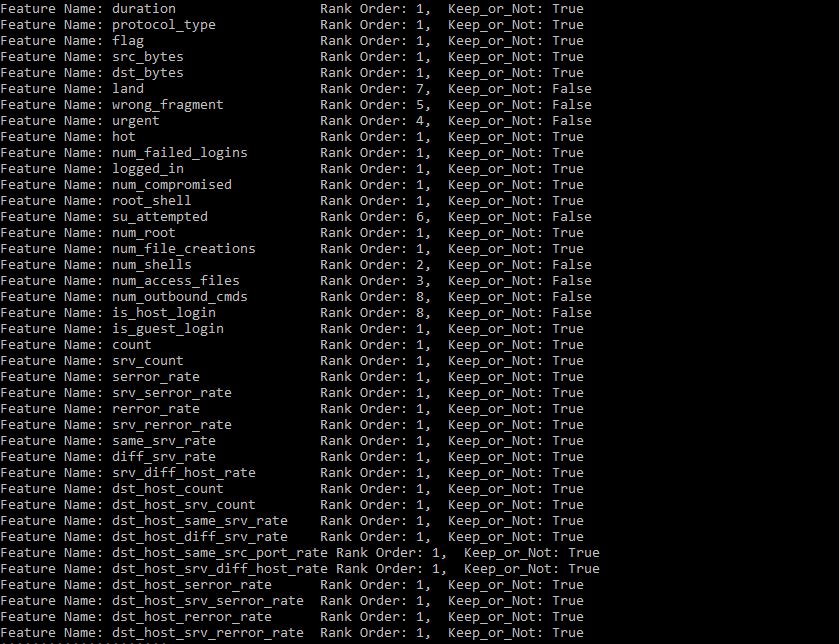 Feature Name: duration Rank Order: 1, Keep_or_Not: True
Feature Name: protocol_type Rank Order: 1, Keep_or_Not: True
Feature Name: flag Rank Order: 1, Keep_or_Not: True
Feature Name: src_bytes Rank Order: 1, Keep_or_Not: True
Feature Name: dst_bytes Rank Order: 1, Keep_or_Not: True
Feature Name: land Rank Order: 7, Keep_or_Not: False
Feature Name: wrong_fragment Rank Order: 5, Keep_or_Not: False
Feature Name: urgent Rank Order: 4, Keep_or_Not: False
Feature Name: hot Rank Order: 1, Keep_or_Not: True
Feature Name: num_failed_logins Rank Order: 1, Keep_or_Not: True
Feature Name: logged_in Rank Order: 1, Keep_or_Not: True
Feature Name: num_compromised Rank Order: 1, Keep_or_Not: True
Feature Name: root_shell Rank Order: 1, Keep_or_Not: True
Feature Name: su_attempted Rank Order: 6, Keep_or_Not: False
Feature Name: num_root Rank Order: 1, Keep_or_Not: True
Feature Name: num_file_creations Rank Order: 1, Keep_or_Not: True
Feature Name: num_shells Rank Order: 2, Keep_or_Not: False
Feature Name: num_access_files Rank Order: 3, Keep_or_Not: False
Feature Name: num_outbound_cmds Rank Order: 8, Keep_or_Not: False
Feature Name: is_host_login Rank Order: 8, Keep_or_Not: False
Feature Name: is_guest_login Rank Order: 1, Keep_or_Not: True
Feature Name: count Rank Order: 1, Keep_or_Not: True
Feature Name: srv_count Rank Order: 1, Keep_or_Not: True
Feature Name: serror_rate Rank Order: 1, Keep_or_Not: True
Feature Name: srv_serror_rate Rank Order: 1, Keep_or_Not: True
Feature Name: rerror_rate Rank Order: 1, Keep_or_Not: True
Feature Name: srv_rerror_rate Rank Order: 1, Keep_or_Not: True
Feature Name: same_srv_rate Rank Order: 1, Keep_or_Not: True
Feature Name: diff_srv_rate Rank Order: 1, Keep_or_Not: True
Feature Name: srv_diff_host_rate Rank Order: 1, Keep_or_Not: True
Feature Name: dst_host_count Rank Order: 1, Keep_or_Not: True
Feature Name: dst_host_srv_count Rank Order: 1, Keep_or_Not: True
Feature Name: dst_host_same_srv_rate Rank Order: 1, Keep_or_Not: True
Feature Name: dst_host_diff_srv_rate Rank Order: 1, Keep_or_Not: True
Feature Name: dst_host_same_src_port_rate Rank Order: 1, Keep_or_Not: True
Feature Name: dst_host_srv_diff_host_rate Rank Order: 1, Keep_or_Not: True
Feature Name: dst_host_serror_rate Rank Order: 1, Keep_or_Not: True
Feature Name: dst_host_srv_serror_rate Rank Order: 1, Keep_or_Not: True
Feature Name: dst_host_rerror_rate Rank Order: 1, Keep_or_Not: True
Feature Name: dst_host_srv_rerror_rate Rank Order: 1, Keep_or_Not: True